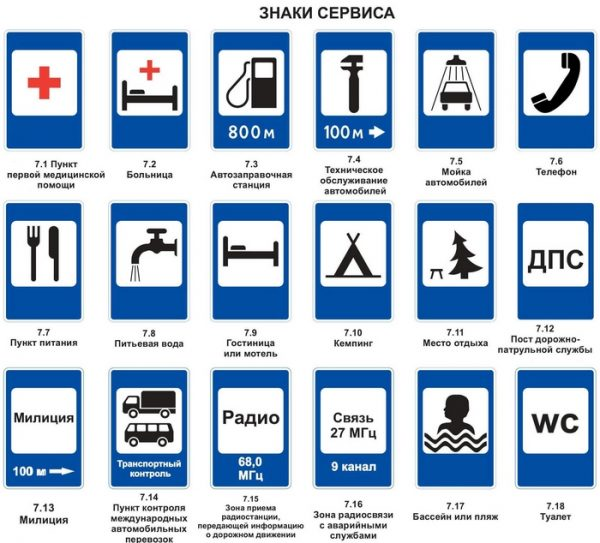 ЗНАКИ СЕРВИСА
800 м
100 м
7.1 Пункт
первой медицинской
помощи
7.2
Больница
7.3
Автозаправочная
станция
7.4
Техническое
обслуживание
автомобилей
7.5
Мойка
автомобилей
7.6
Телефон
ДПС
7.7
Пункт питания
7.8
Питьевая вода
7.9
Гостиница
или мотель
7.10
Кемпинг
7.11
Место отдыха
7.12
Пост дорожно-
патрульной службы
Милиция
100 м
Транспортный
контроль
Радио
68,0
МГц
Связь
27 МГц
9 канал
WC
7.13
Милиция
7.14
Пункт контроля
международных
автомобильных
перевозок
7.15
Зона приема
радиостанции,
передающей информацию
о дорожном движении
7.16
Зона радиосвязи
с аварийными
службами
7.17
Бассейн или пляж
7.18
Туалет